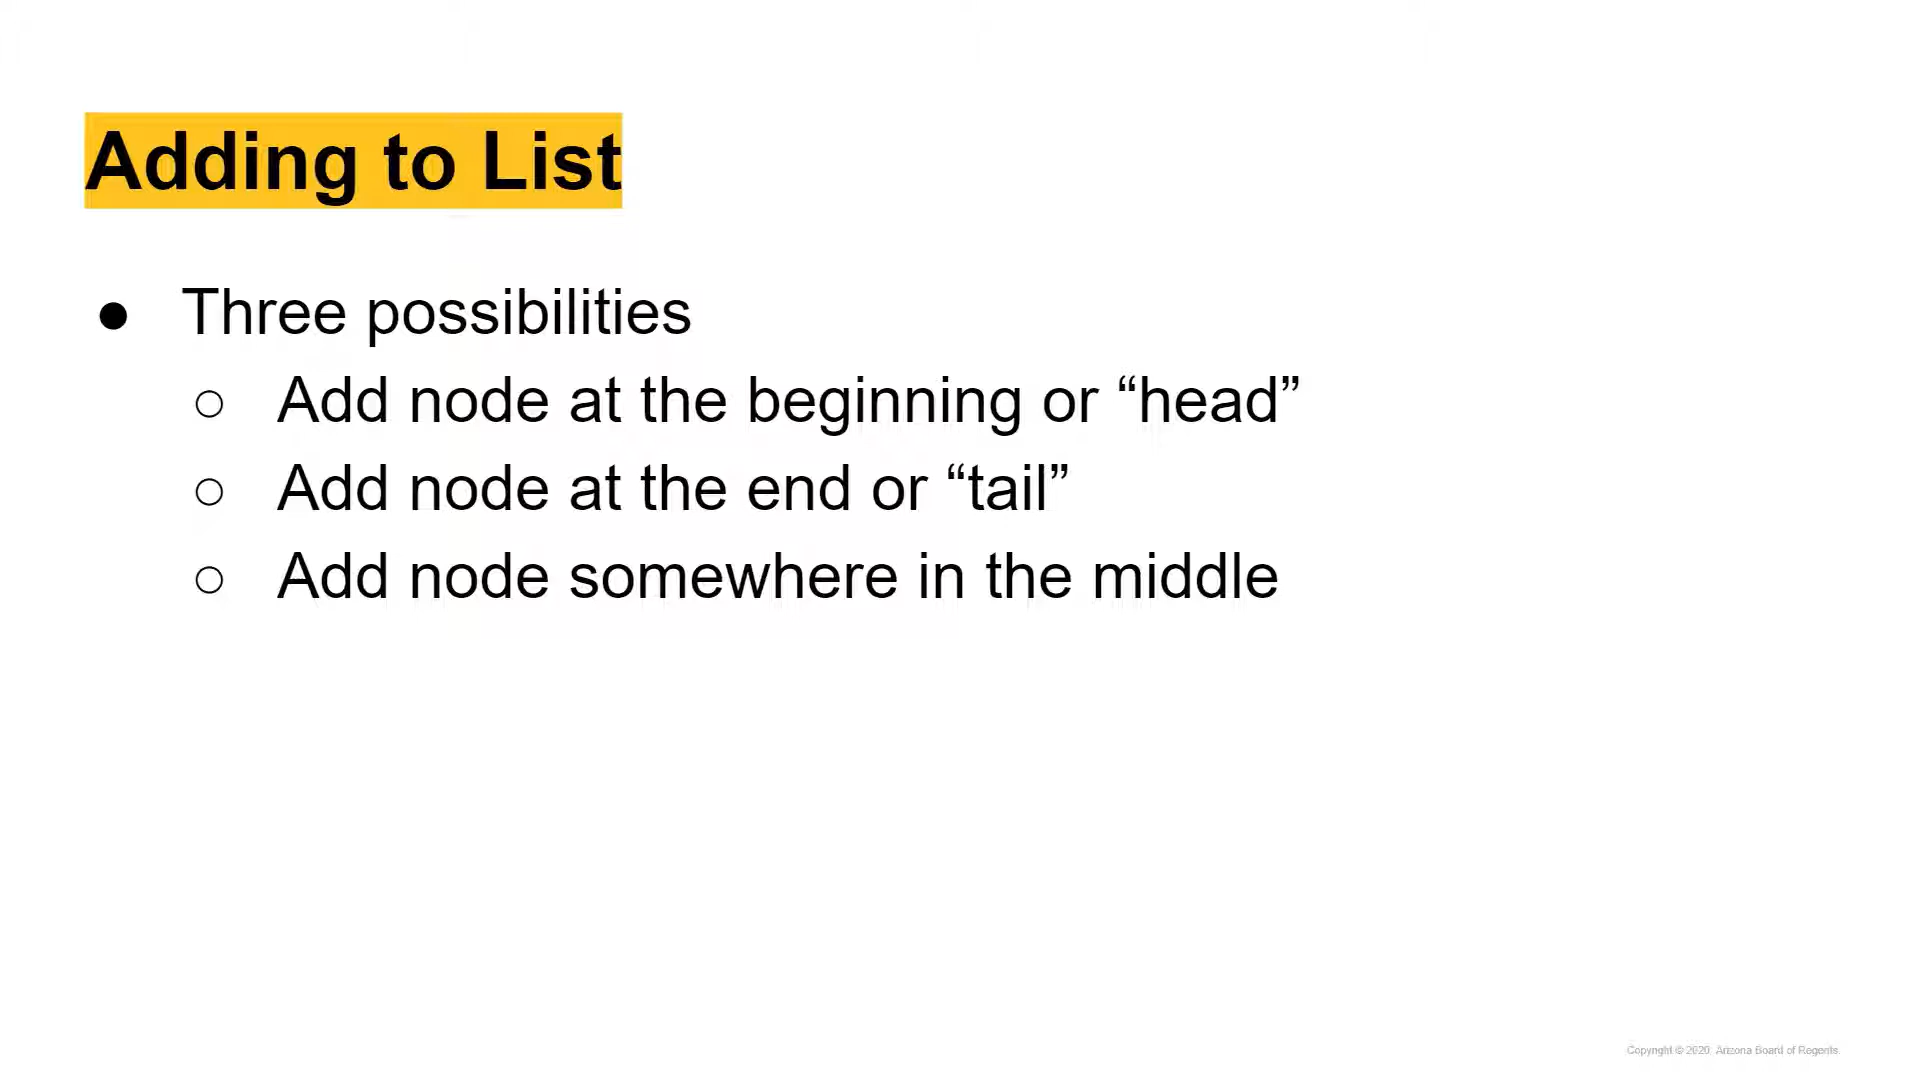 Adding to List
● Three possibilities
○ Add node at the beginning or “head”
○ Add node at the end or “tail”
○ Add node somewhere in the middle
Copyright © 2020. Arizona Board of Regents.